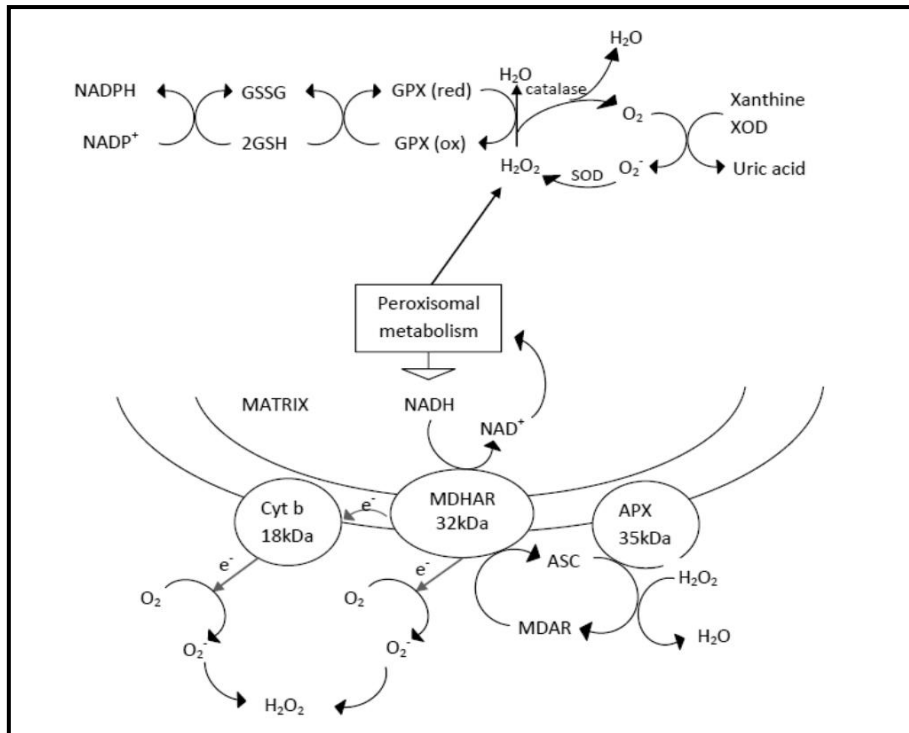 H₂O
NADPH
GSSG
GPX (red)
H₂O
catalase
NADP⁺
2GSH
GPX (ox)
H₂O₂
O₂
Xanthine
XOD
SOD
O₂⁻
Uric acid
Peroxisomal
metabolism
MATRIX
NADH
NAD⁺
Cyt b
18kDa
e⁻
MDHAR
32kDa
APX
35kDa
e⁻
e⁻
O₂
O₂
ASC
H₂O₂
MDAR
H₂O
O₂⁻
O₂⁻
H₂O₂